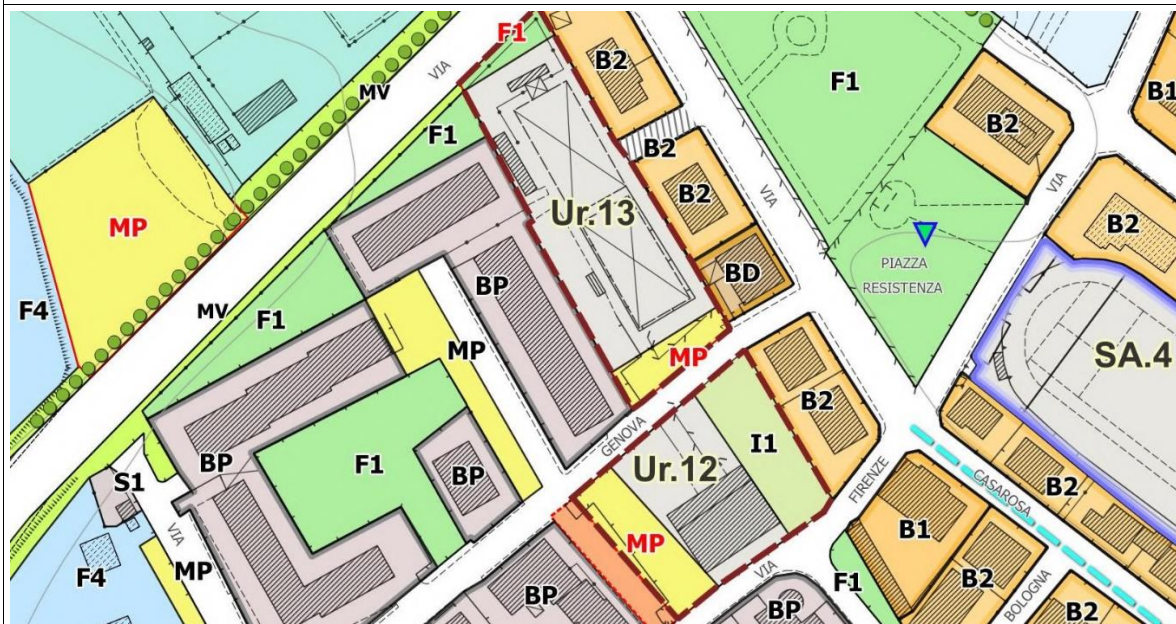 F1
VIA
B2
F1
B1
MV
B2
F1
B2
VIA
VIA
MP
Ur.13
B2
B2
PIAZZA
RESISTENZA
BD
BP
F4
MV
F1
MP
MP
SA.4
B2
GENOVA
I1
BP
F1
BP
Ur.12
S1
FIRENZE
CASAROSA
B2
B1
VIA
MP
F4
MP
BP
VIA
F1
B2
BOLOGNA
B2
BP